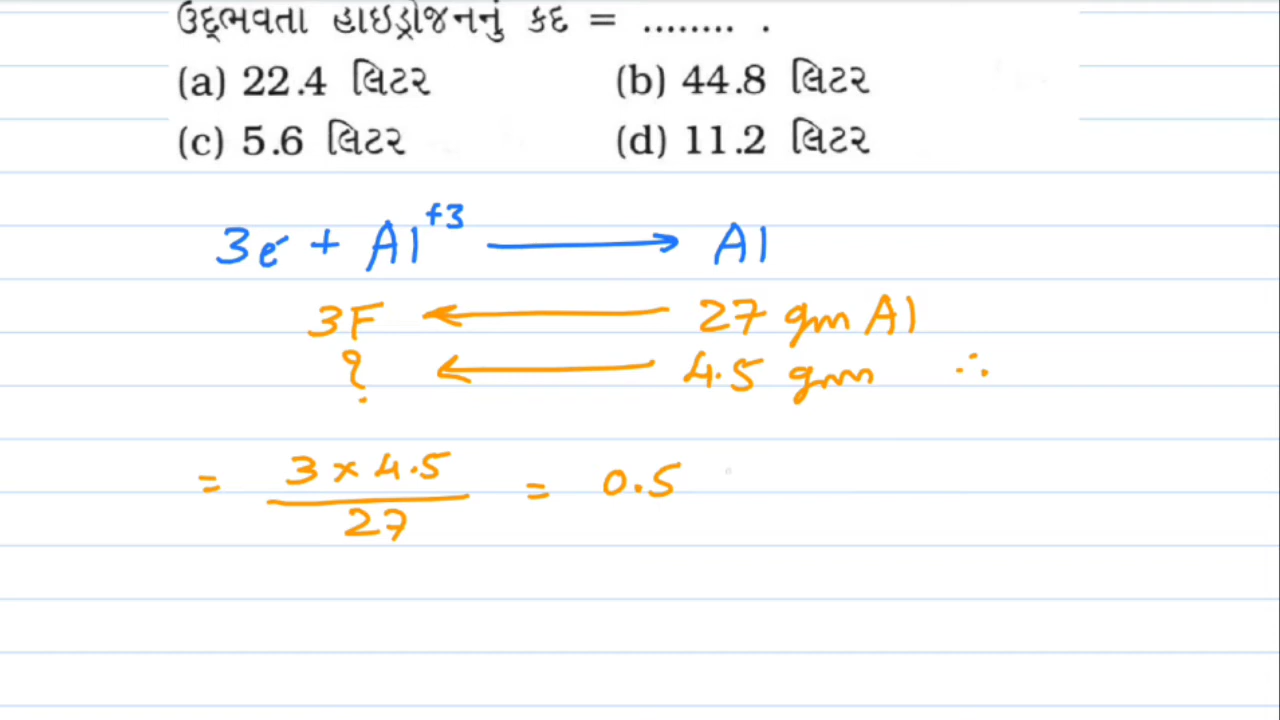 ઉદ્દભવતા હાઇડ્રોજનનું કદ = ........ .
(a) 22.4 લિટર (b) 44.8 લિટર
(c) 5.6 લિટર (d) 11.2 લિટર
3e⁻ + Al⁺³ ⟶ Al
3F ⟵ 27 gm Al
? ⟵ 4.5 gm ∴
= 3 × 4.5 / 27 = 0.5